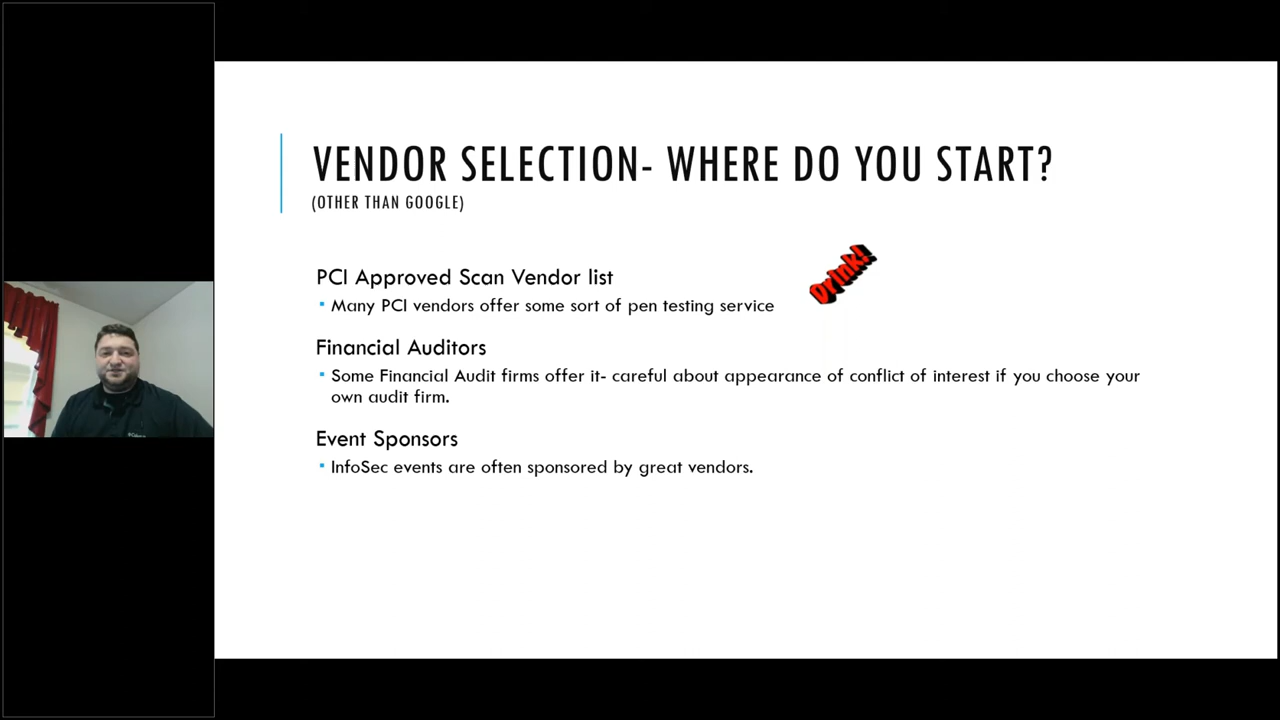 VENDOR SELECTION- WHERE DO YOU START?
(OTHER THAN GOOGLE)
PCI Approved Scan Vendor list
Drink!
▪ Many PCI vendors offer some sort of pen testing service
Financial Auditors
▪ Some Financial Audit firms offer it- careful about appearance of conflict of interest if you choose your
own audit firm.
Event Sponsors
▪ InfoSec events are often sponsored by great vendors.